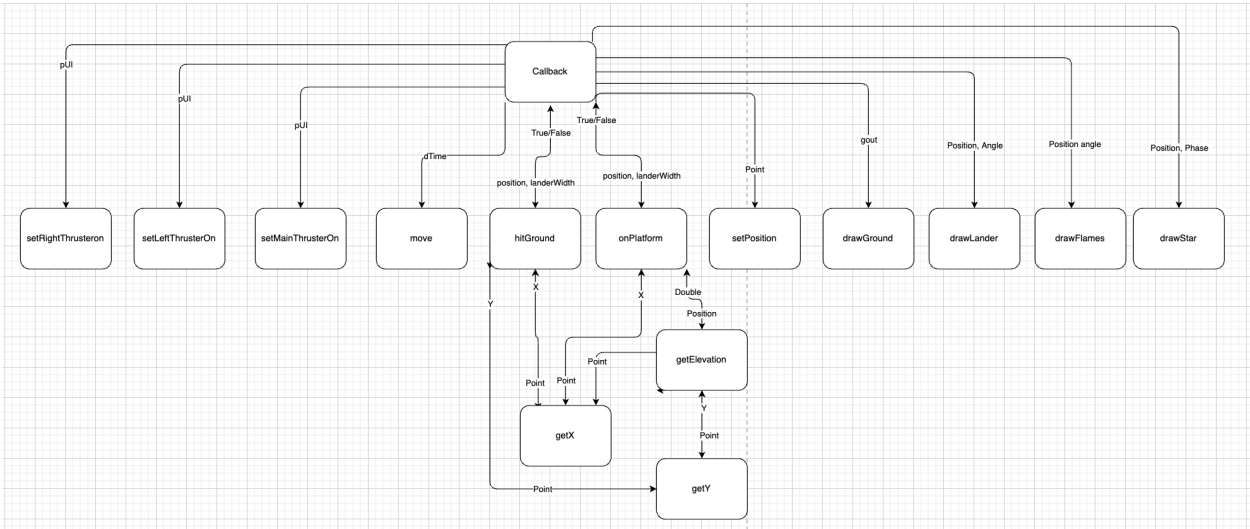 Callback
pUI
pUI
pUI
dTime
True/False
True/False
position, landerWidth
position, landerWidth
Point
gout
Position, Angle
Position angle
Position, Phase
setRightThrusteron
setLeftThrusterOn
setMainThrusterOn
move
hitGround
onPlatform
setPosition
drawGround
drawLander
drawFlames
drawStar
Y
X
X
Double
Position
Point
Point
Point
getElevation
Y
Point
getX
Point
getY